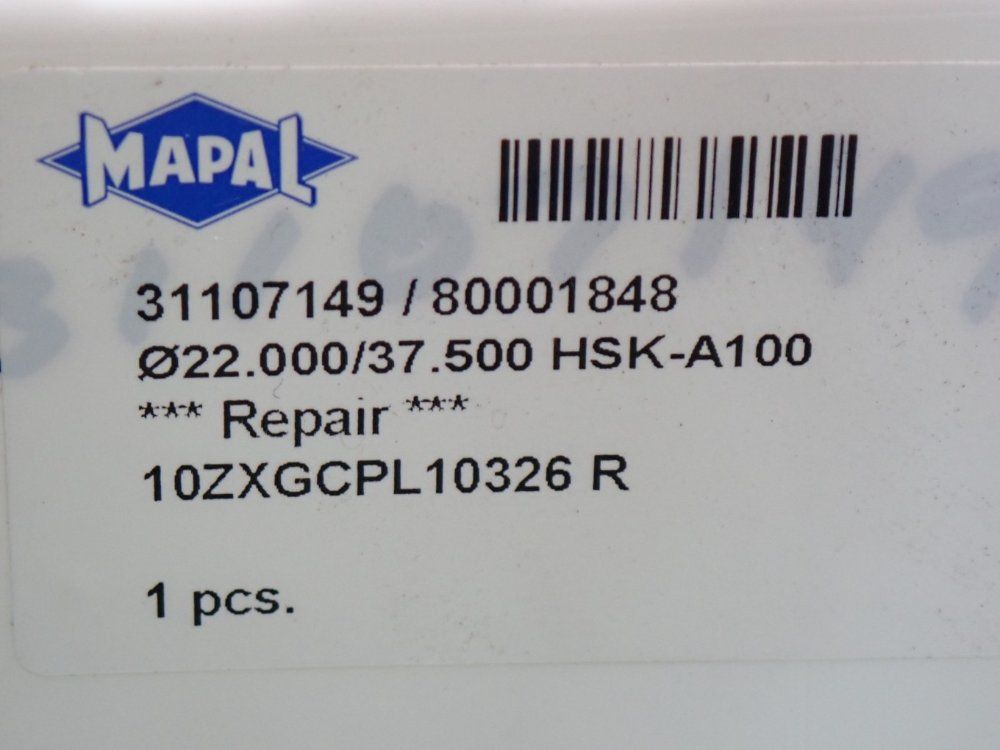 MAPAL
31107149 / 80001848
Ø22.000/37.500 HSK-A100
*** Repair ***
10ZXGCPL10326 R
1 pcs.